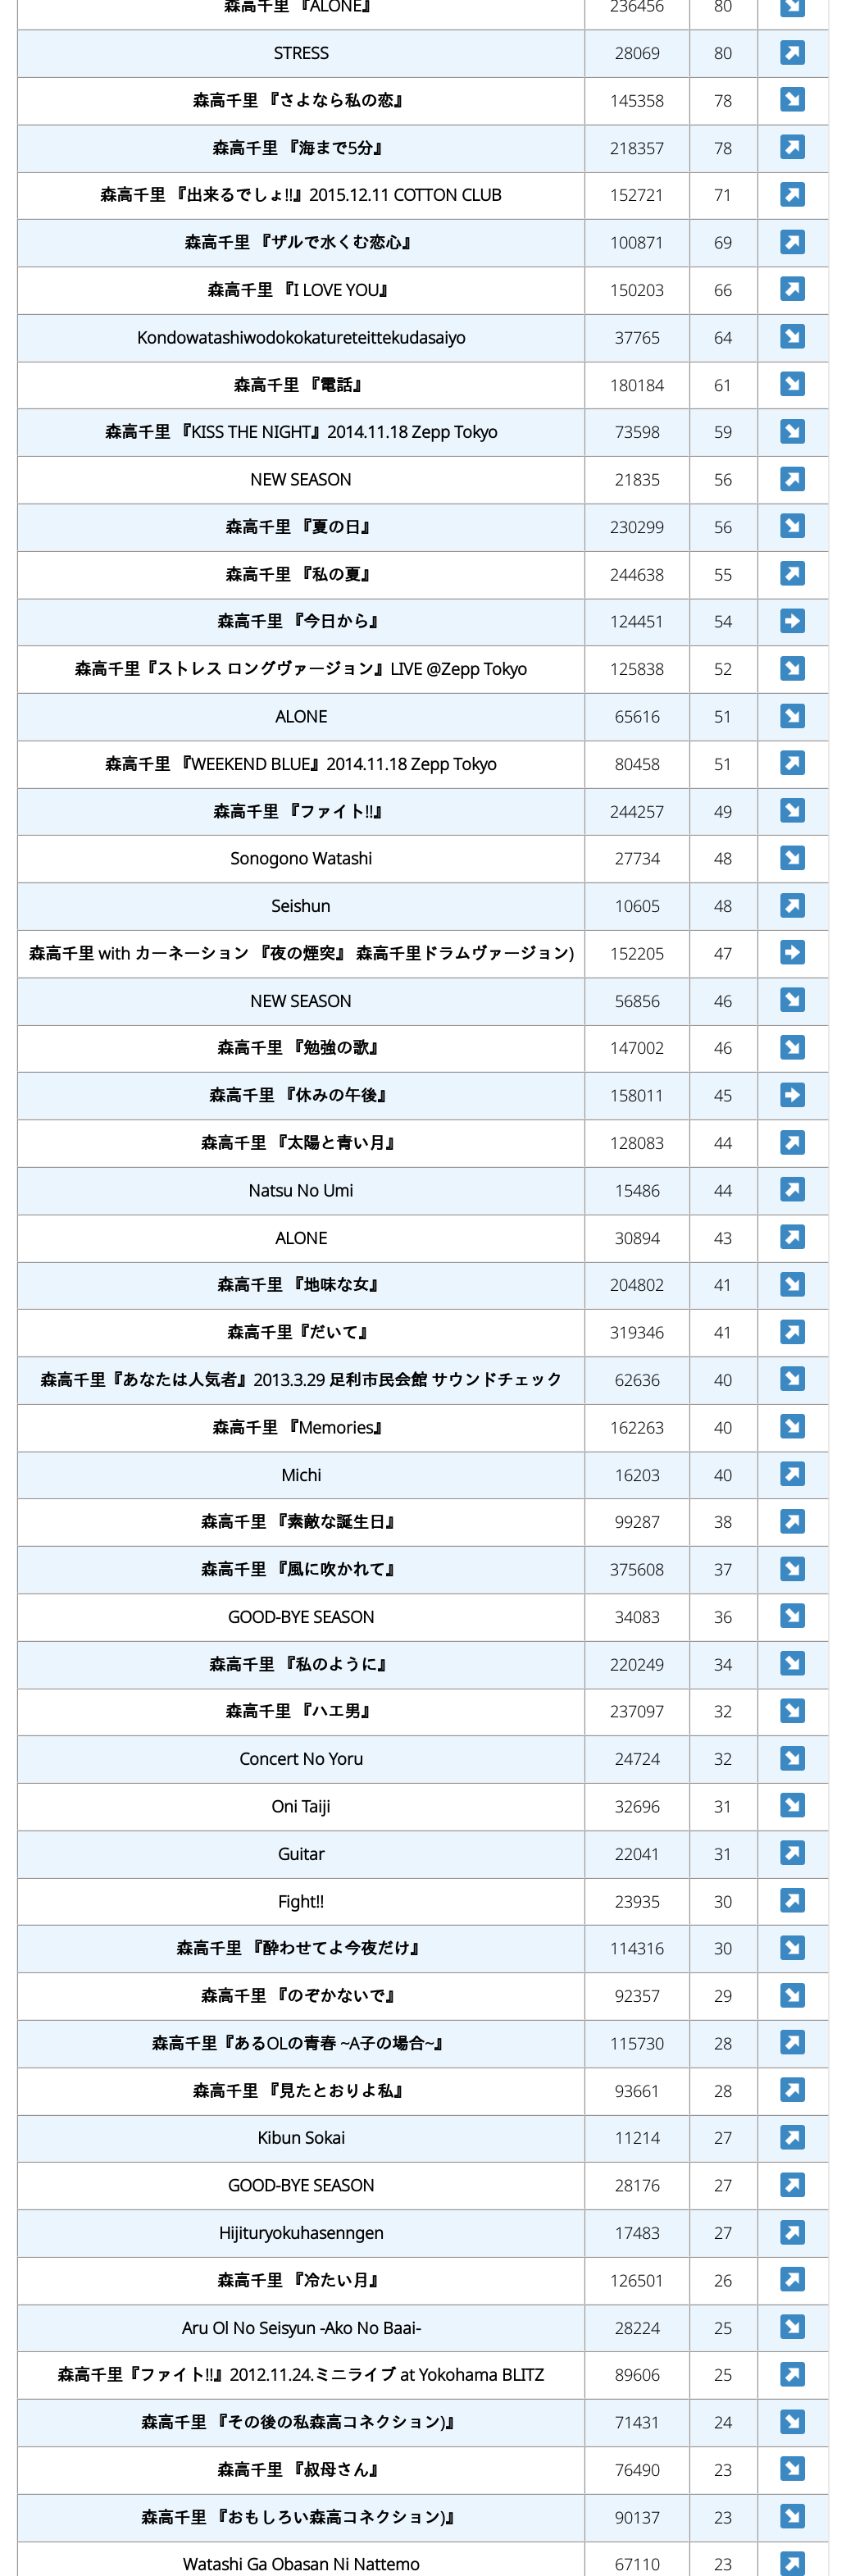 森高千里 『ALONE』 236456 80
STRESS 28069 80
森高千里 『さよなら私の恋』 145358 78
森高千里 『海まで5分』 218357 78
森高千里 『出来るでしょ!!』2015.12.11 COTTON CLUB 152721 71
森高千里 『ザルで水くむ恋心』 100871 69
森高千里 『I LOVE YOU』 150203 66
Kondowatashiwodokokatureteittekudasaiyo 37765 64
森高千里 『電話』 180184 61
森高千里 『KISS THE NIGHT』2014.11.18 Zepp Tokyo 73598 59
NEW SEASON 21835 56
森高千里 『夏の日』 230299 56
森高千里 『私の夏』 244638 55
森高千里 『今日から』 124451 54
森高千里『ストレス ロングヴァージョン』LIVE @Zepp Tokyo 125838 52
ALONE 65616 51
森高千里 『WEEKEND BLUE』2014.11.18 Zepp Tokyo 80458 51
森高千里 『ファイト!!』 244257 49
Sonogono Watashi 27734 48
Seishun 10605 48
森高千里 with カーネーション 『夜の煙突』 森高千里ドラムヴァージョン) 152205 47
NEW SEASON 56856 46
森高千里 『勉強の歌』 147002 46
森高千里 『休みの午後』 158011 45
森高千里 『太陽と青い月』 128083 44
Natsu No Umi 15486 44
ALONE 30894 43
森高千里 『地味な女』 204802 41
森高千里『だいて』 319346 41
森高千里『あなたは人気者』2013.3.29 足利市民会館 サウンドチェック 62636 40
森高千里 『Memories』 162263 40
Michi 16203 40
森高千里 『素敵な誕生日』 99287 38
森高千里 『風に吹かれて』 375608 37
GOOD-BYE SEASON 34083 36
森高千里 『私のように』 220249 34
森高千里 『ハエ男』 237097 32
Concert No Yoru 24724 32
Oni Taiji 32696 31
Guitar 22041 31
Fight!! 23935 30
森高千里 『酔わせてよ今夜だけ』 114316 30
森高千里 『のぞかないで』 92357 29
森高千里『あるOLの青春 ~A子の場合~』 115730 28
森高千里 『見たとおりよ私』 93661 28
Kibun Sokai 11214 27
GOOD-BYE SEASON 28176 27
Hijituryokuhasenngen 17483 27
森高千里 『冷たい月』 126501 26
Aru Ol No Seisyun -Ako No Baai- 28224 25
森高千里『ファイト!!』2012.11.24.ミニライブ at Yokohama BLITZ 89606 25
森高千里 『その後の私森高コネクション)』 71431 24
森高千里 『叔母さん』 76490 23
森高千里 『おもしろい森高コネクション)』 90137 23
Watashi Ga Obasan Ni Nattemo 67110 23